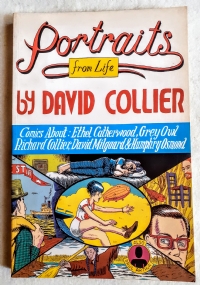 Portraits
from Life
by DAVID COLLIER
Comics About: Ethel Catherwood, Grey Owl
Richard Collier, David Milgaard & Humphry Osmond